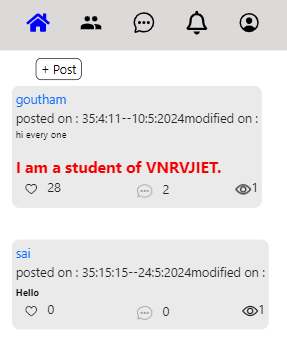 + Post
goutham
posted on : 35:4:11--10:5:2024modified on :
hi every one
I am a student of VNRVJIET.
28 2 1
sai
posted on : 35:15:15--24:5:2024modified on :
Hello
0 0 1